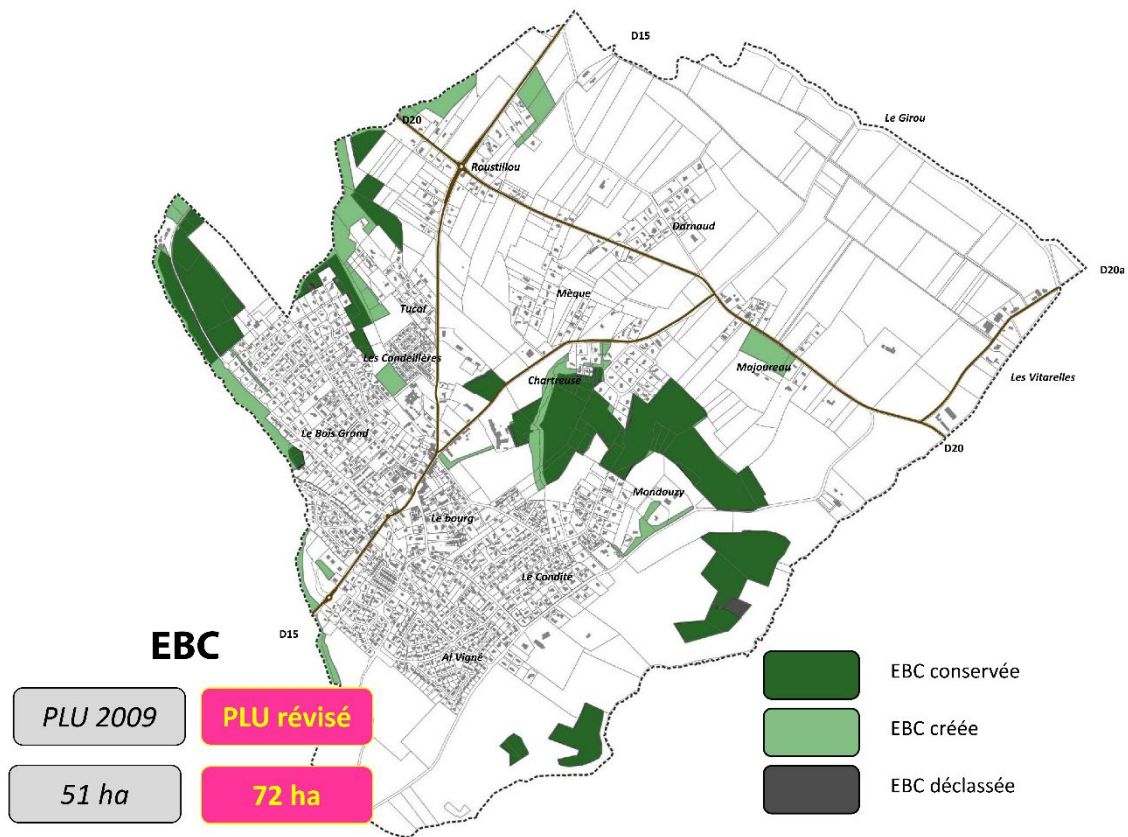 D15
Le Girou
D20
Roustillou
Darnaud
D20a
Mèque
Tucol
Les Condeillères
Chartreuse
Mojoureau
Les Vitarelles
Le Bois Grand
D20
Mondouzy
Le bourg
Le Condité
D15
Al Vigné
EBC
PLU 2009
PLU révisé
51 ha
72 ha
EBC conservée
EBC créée
EBC déclassée